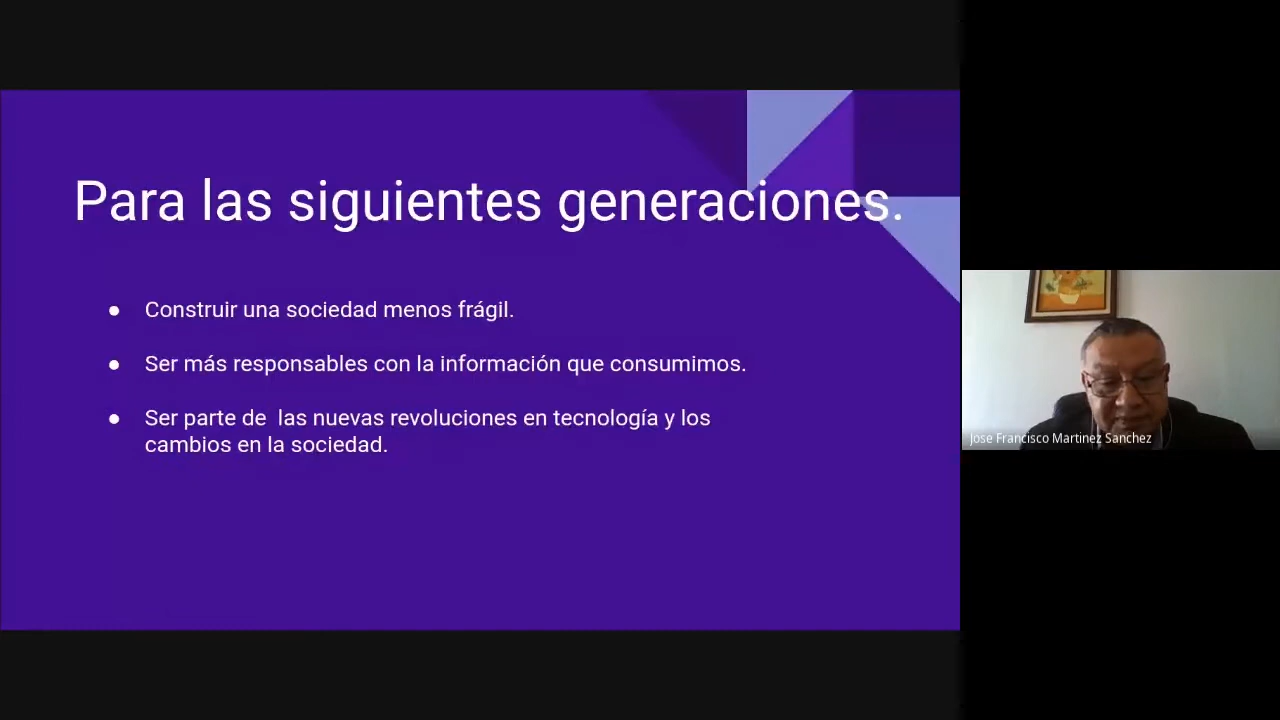 Para las siguientes generaciones.
● Construir una sociedad menos frágil.
● Ser más responsables con la información que consumimos.
● Ser parte de  las nuevas revoluciones en tecnología y los
cambios en la sociedad.
Jose Francisco Martinez Sanchez